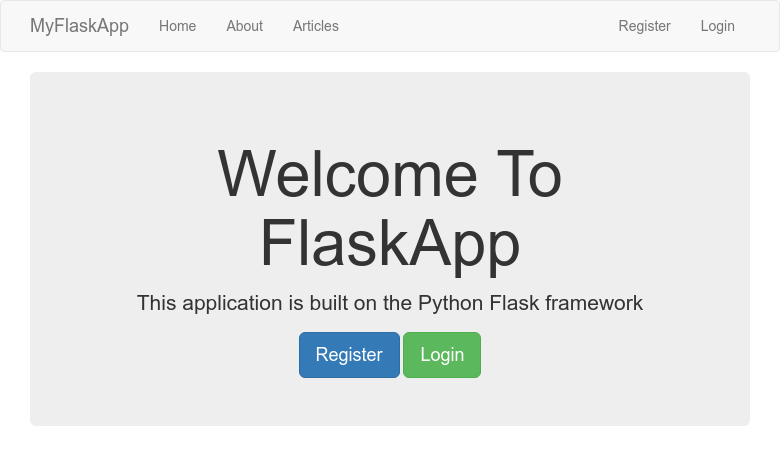 MyFlaskApp Home About Articles Register Login
Welcome To
FlaskApp
This application is built on the Python Flask framework
Register Login